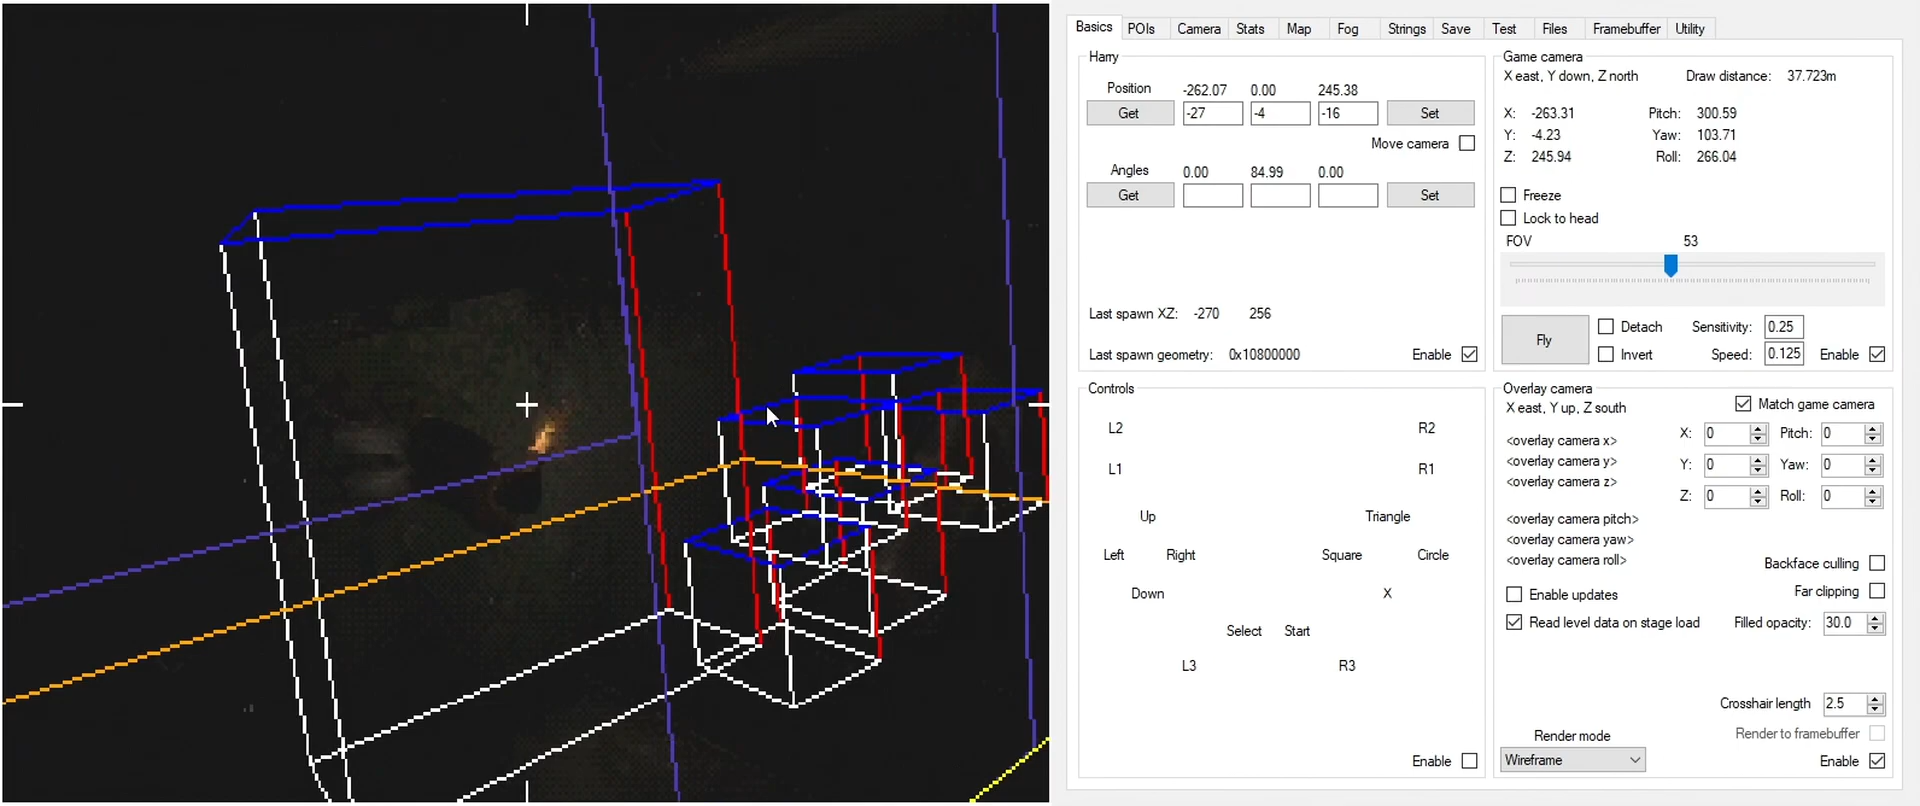 Basics POIs Camera Stats Map Fog Strings Save Test Files Framebuffer Utility
Harry
Position -262.07 0.00 245.38
Get -27 -4 -16 Set
Move camera
Angles 0.00 84.99 0.00
Get Set
Last spawn XZ: -270 256
Last spawn geometry: 0x10800000 Enable
Game camera
X east, Y down, Z north Draw distance: 37.723m
X: -263.31 Pitch: 300.59
Y: -4.23 Yaw: 103.71
Z: 245.94 Roll: 266.04
Freeze
Lock to head
FOV 53
Fly Detach Sensitivity: 0.25
Invert Speed: 0.125 Enable
Controls
L2 R2
L1 R1
Up Triangle
Left Right Square Circle
Down X
Select Start
L3 R3
Enable
Overlay camera
X east, Y up, Z south Match game camera
<overlay camera x> X: 0 Pitch: 0
<overlay camera y> Y: 0 Yaw: 0
<overlay camera z> Z: 0 Roll: 0
<overlay camera pitch>
<overlay camera yaw>
<overlay camera roll> Backface culling
Enable updates Far clipping
Read level data on stage load Filled opacity: 30.0
Crosshair length 2.5
Render mode Render to framebuffer
Wireframe Enable